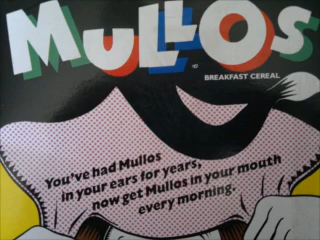 MULLOS
BREAKFAST CEREAL
You've had Mullos
in your ears for years,
now get Mullos in your mouth
every morning.